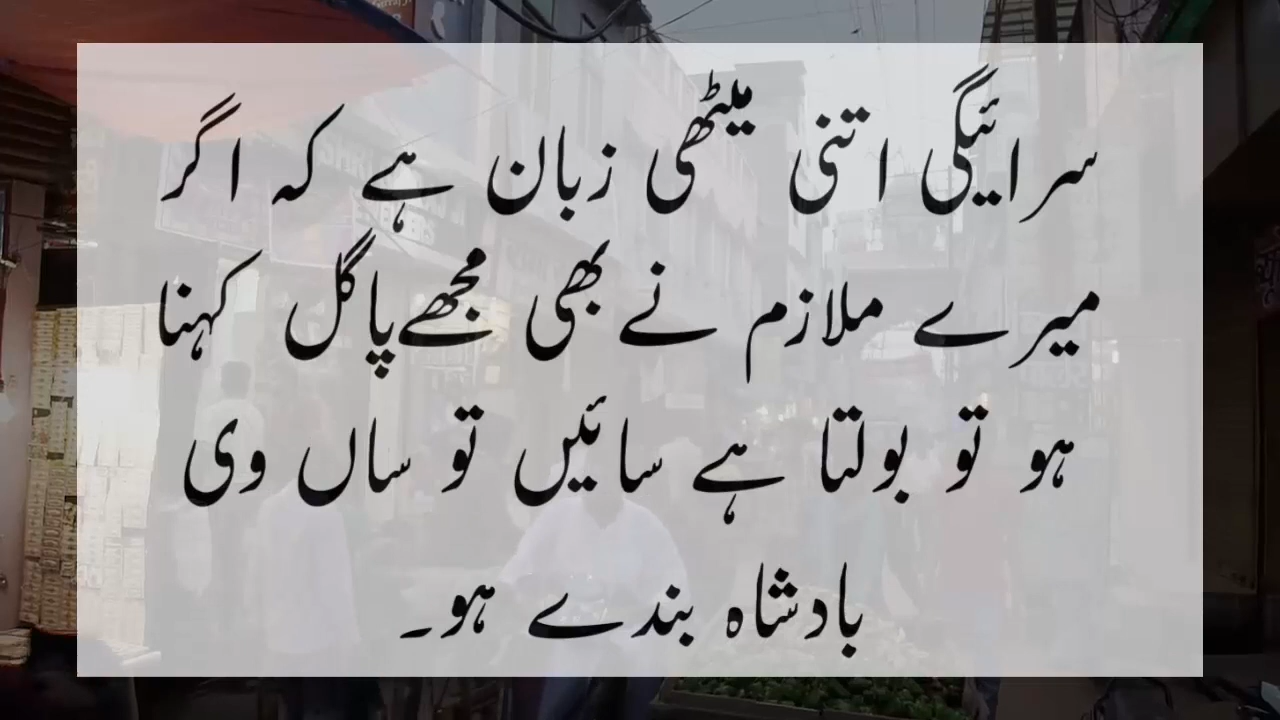 سرائیگی اتنی میٹھی زبان ہے کہ اگر
میرے ملازم نے بھی مجھے پاگل کہنا
ہو تو بولتا ہے سائیں تو ساں وی
بادشاہ بندے ہو۔